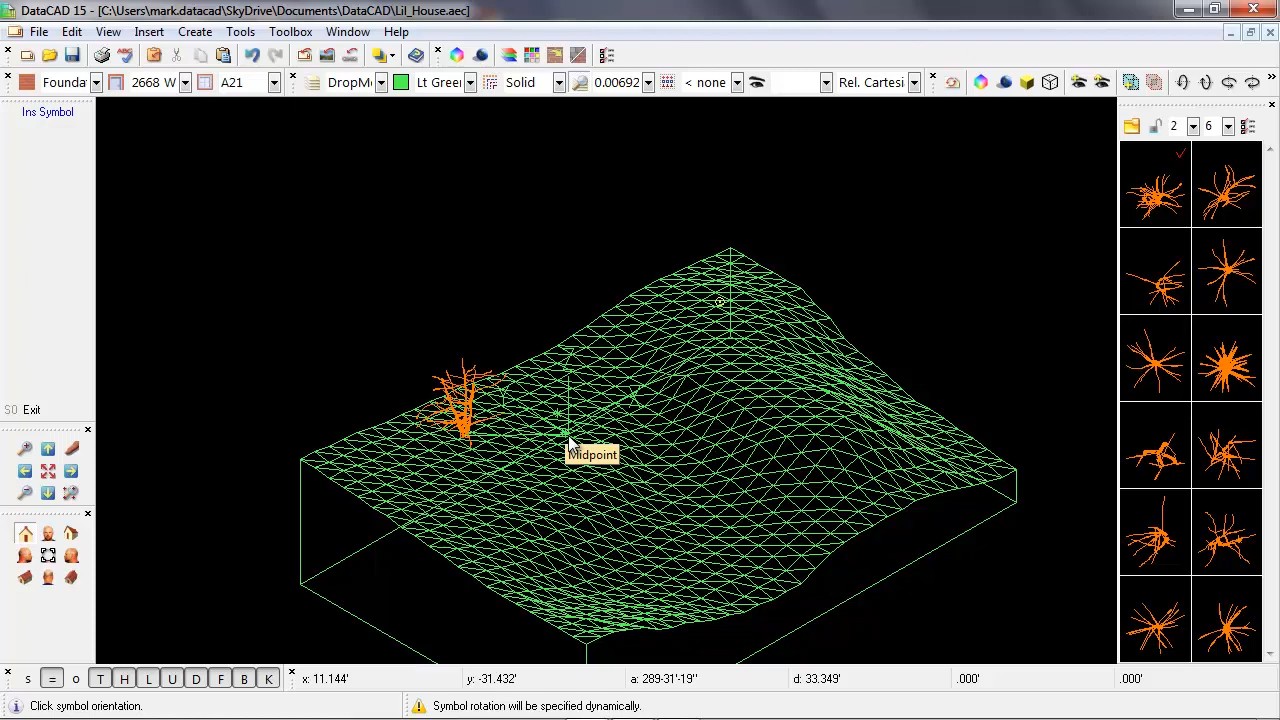 DataCAD 15 - [C:\Users\mark.datacad\SkyDrive\Documents\DataCAD\Lil_House.aec]
File Edit View Insert Create Tools Toolbox Window Help
Founda 2668 W A21 DropMo Lt Green Solid 0.00692 < none Rel. Cartesi
Ins Symbol
2 6
S0 Exit
Midpoint
S = O T H L U D F B K x: 11.144' y: -31.432' a: 289-31'-19" d: 33.349' .000' .000'
Click symbol orientation. Symbol rotation will be specified dynamically.